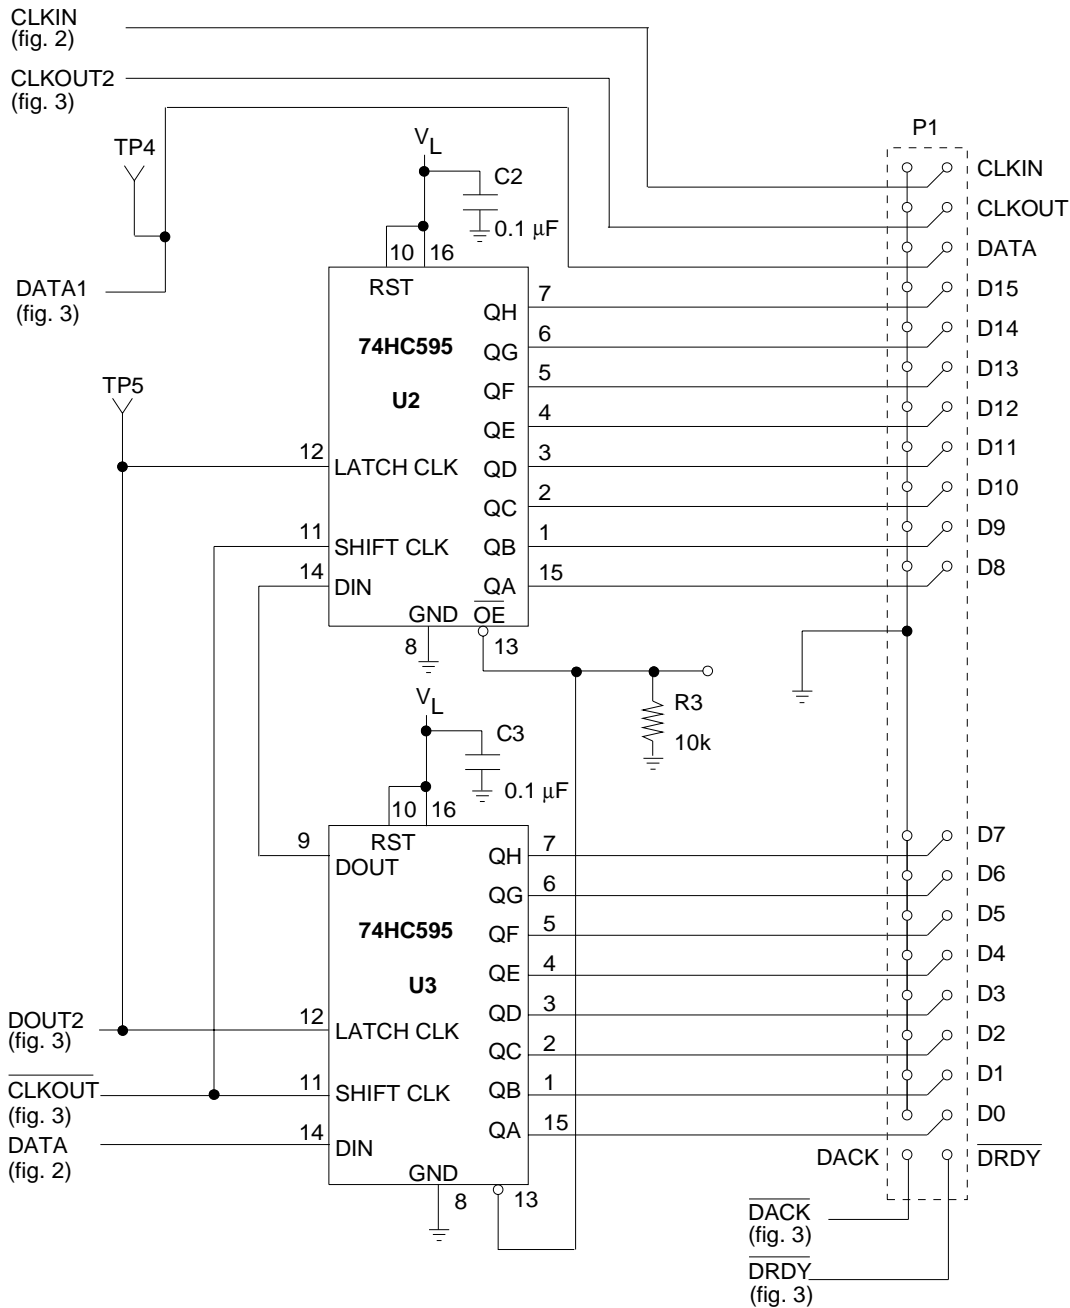 CLKIN
(fig. 2)
CLKOUT2
(fig. 3)
TP4
DATA1
(fig. 3)
VL
C2
0.1 µF
10
16
RST
74HC595
U2
QH
7
QG
6
QF
5
QE
4
QD
3
QC
2
QB
1
QA
15
TP5
12
LATCH CLK
11
SHIFT CLK
14
DIN
GND
OE
8
13
R3
10k
P1
CLKIN
CLKOUT
DATA
D15
D14
D13
D12
D11
D10
D9
D8
VL
C3
0.1 µF
10
16
9
RST
DOUT
74HC595
U3
QH
7
QG
6
QF
5
QE
4
QD
3
QC
2
QB
1
QA
15
DOUT2
(fig. 3)
CLKOUT
(fig. 3)
DATA
(fig. 2)
12
LATCH CLK
11
SHIFT CLK
14
DIN
GND
8
13
D7
D6
D5
D4
D3
D2
D1
D0
DACK
DRDY
DACK
(fig. 3)
DRDY
(fig. 3)